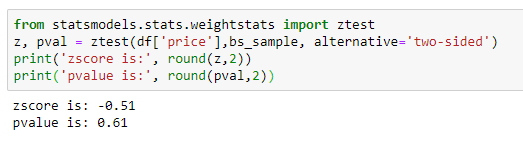 from statsmodels.stats.weightstats import ztest
z, pval = ztest(df['price'],bs_sample, alternative='two-sided')
print('zscore is:', round(z,2))
print('pvalue is:', round(pval,2))
zscore is: -0.51
pvalue is: 0.61